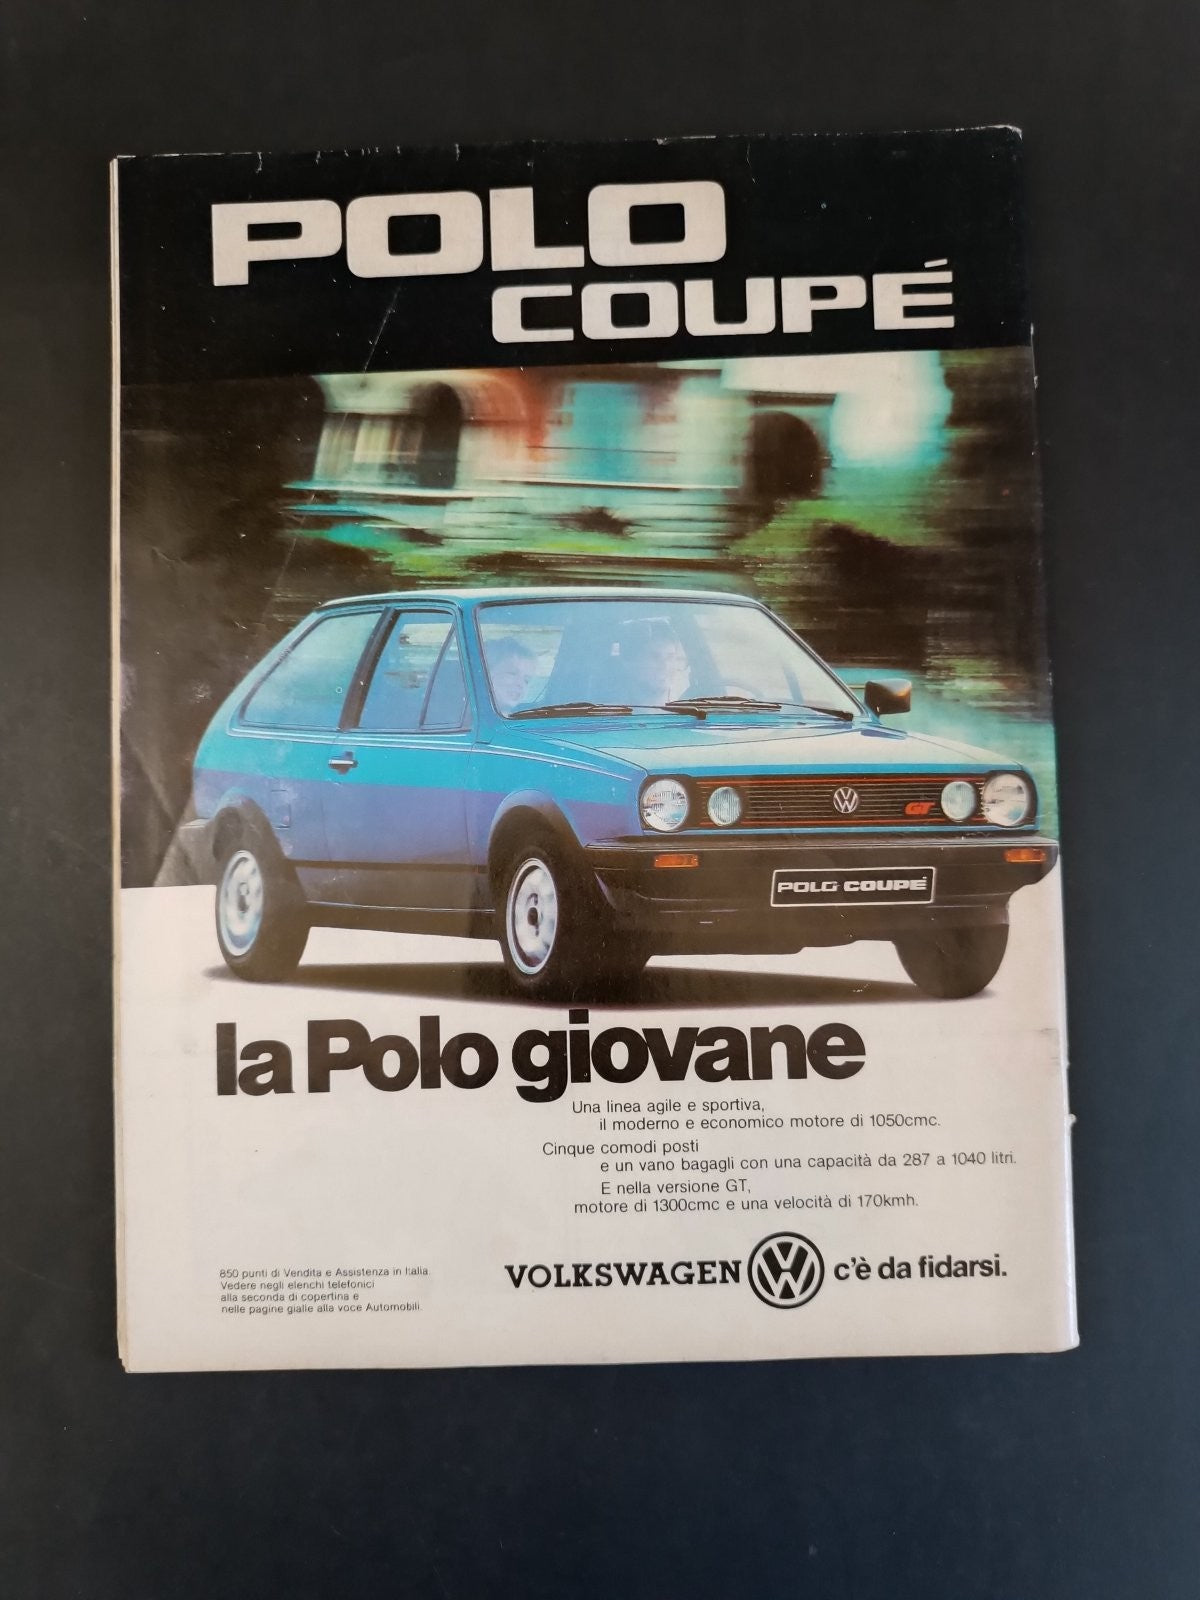 POLO
COUPÉ
GT
POLO COUPÉ
la Polo giovane
Una linea agile e sportiva,
il moderno e economico motore di 1050cmc.
Cinque comodi posti
e un vano bagagli con una capacità da 287 a 1040 litri.
E nella versione GT,
motore di 1300cmc e una velocità di 170kmh.
850 punti di Vendita e Assistenza in Italia.
Vedere negli elenchi telefonici
alla seconda di copertina e
nelle pagine gialle alla voce Automobili.
VOLKSWAGEN VW c'è da fidarsi.